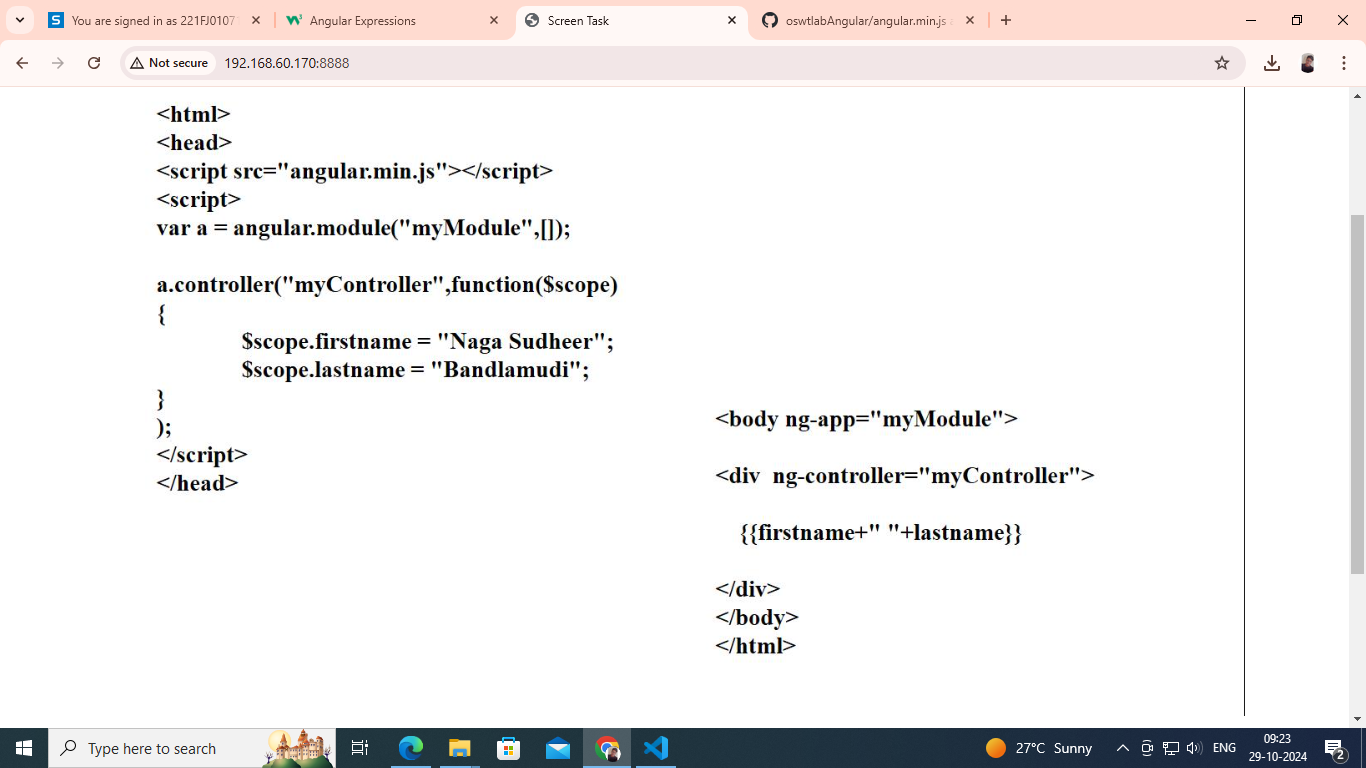 You are signed in as 221FJ0107
Angular Expressions
Screen Task
oswtlabAngular/angular.min.js
Not secure
192.168.60.170:8888
<html>
<head>
<script src="angular.min.js"></script>
<script>
var a = angular.module("myModule",[]);
a.controller("myController",function($scope)
{
$scope.firstname = "Naga Sudheer";
$scope.lastname = "Bandlamudi";
}
);
</script>
</head>
<body ng-app="myModule">
<div  ng-controller="myController">
{{firstname+" "+lastname}}
</div>
</body>
</html>
Type here to search
27°C Sunny
ENG
09:23
29-10-2024
2